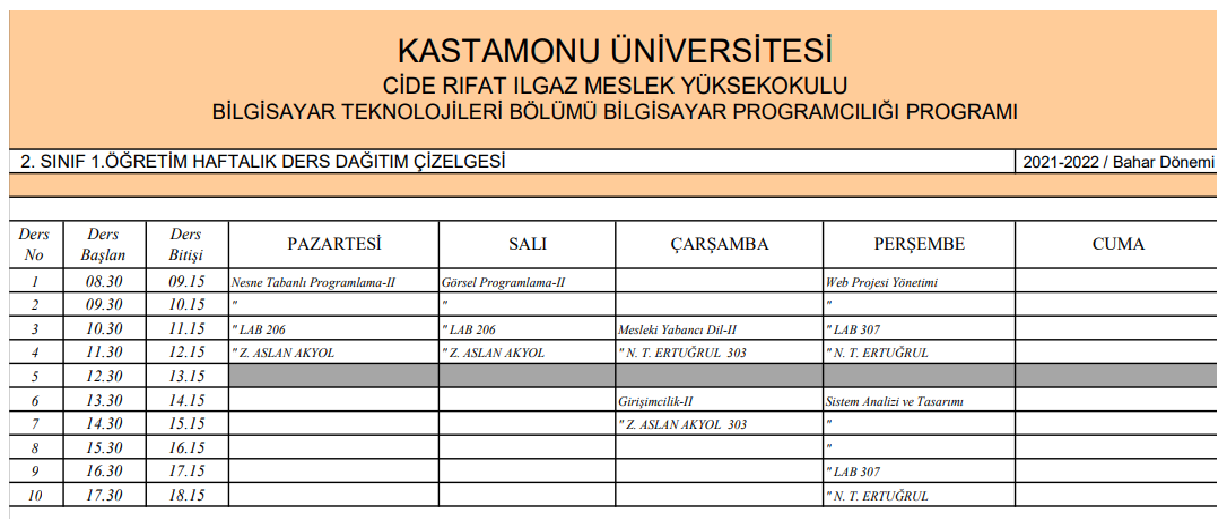 KASTAMONU ÜNİVERSİTESİ
CİDE RIFAT ILGAZ MESLEK YÜKSEKOKULU
BİLGİSAYAR TEKNOLOJİLERİ BÖLÜMÜ BİLGİSAYAR PROGRAMCILIĞI PROGRAMI
2. SINIF 1.ÖĞRETİM HAFTALIK DERS DAĞITIM ÇİZELGESİ 2021-2022 / Bahar Dönemi
Ders Ders Ders
No Başlan Bitişi PAZARTESİ SALI ÇARŞAMBA PERŞEMBE CUMA
1 08.30 09.15 Nesne Tabanlı Programlama-II Görsel Programlama-II Web Projesi Yönetimi
2 09.30 10.15 " " "
3 10.30 11.15 " LAB 206 " LAB 206 Mesleki Yabancı Dil-II " LAB 307
4 11.30 12.15 " Z. ASLAN AKYOL " Z. ASLAN AKYOL " N. T. ERTUĞRUL 303 " N. T. ERTUĞRUL
5 12.30 13.15
6 13.30 14.15 Girişimcilik-II Sistem Analizi ve Tasarımı
7 14.30 15.15 " Z. ASLAN AKYOL 303 "
8 15.30 16.15 "
9 16.30 17.15 " LAB 307
10 17.30 18.15 " N. T. ERTUĞRUL